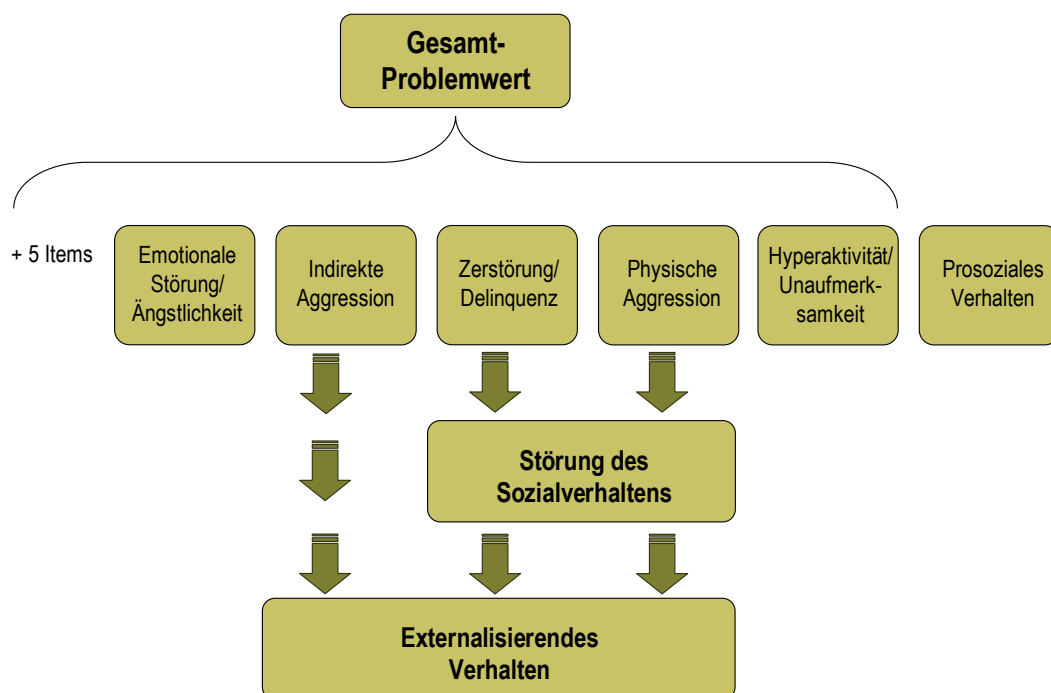 Gesamt-
Problemwert
+ 5 Items
Emotionale
Störung/
Ängstlichkeit
Indirekte
Aggression
Zerstörung/
Delinquenz
Physische
Aggression
Hyperaktivität/
Unaufmerk-
samkeit
Prosoziales
Verhalten
Störung des
Sozialverhaltens
Externalisierendes
Verhalten